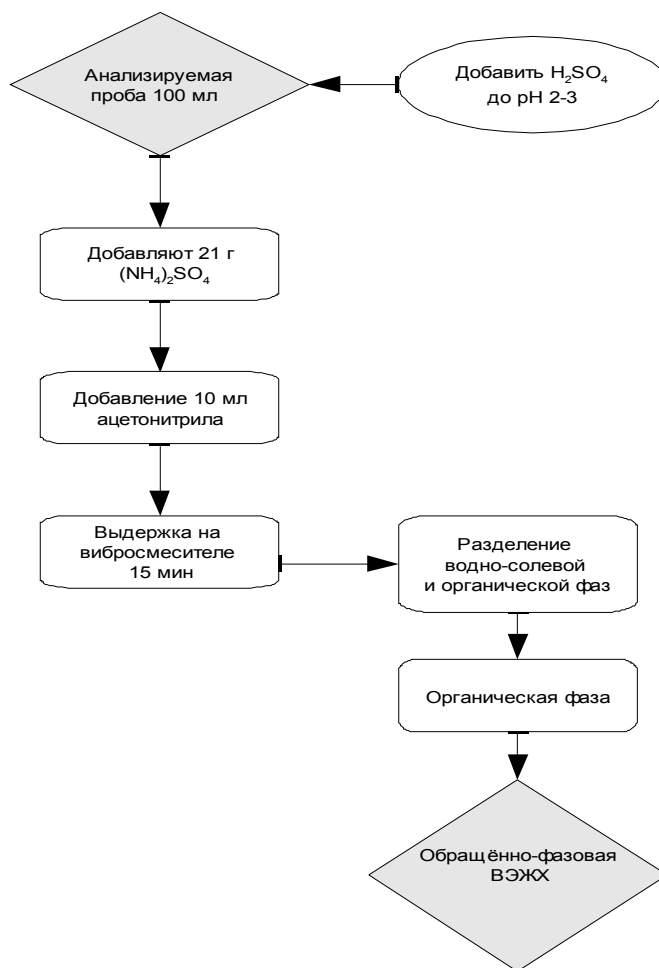 Анализируемая
проба 100 мл
Добавить H₂SO₄
до pH 2-3
Добавляют 21 г
(NH₄)₂SO₄
Добавление 10 мл
ацетонитрила
Выдержка на
вибросмесителе
15 мин
Разделение
водно-солевой
и органической фаз
Органическая фаза
Обращённо-фазовая
ВЭЖХ